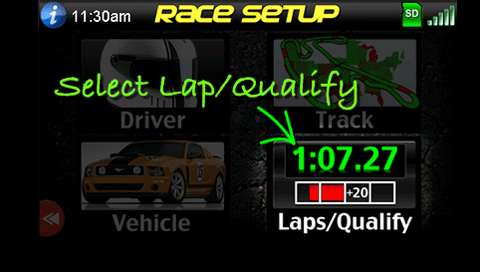 11:30am
RACE SETUP
SD
Select Lap/Qualify
Driver
Track
1:07.27
+20
Vehicle
Laps/Qualify